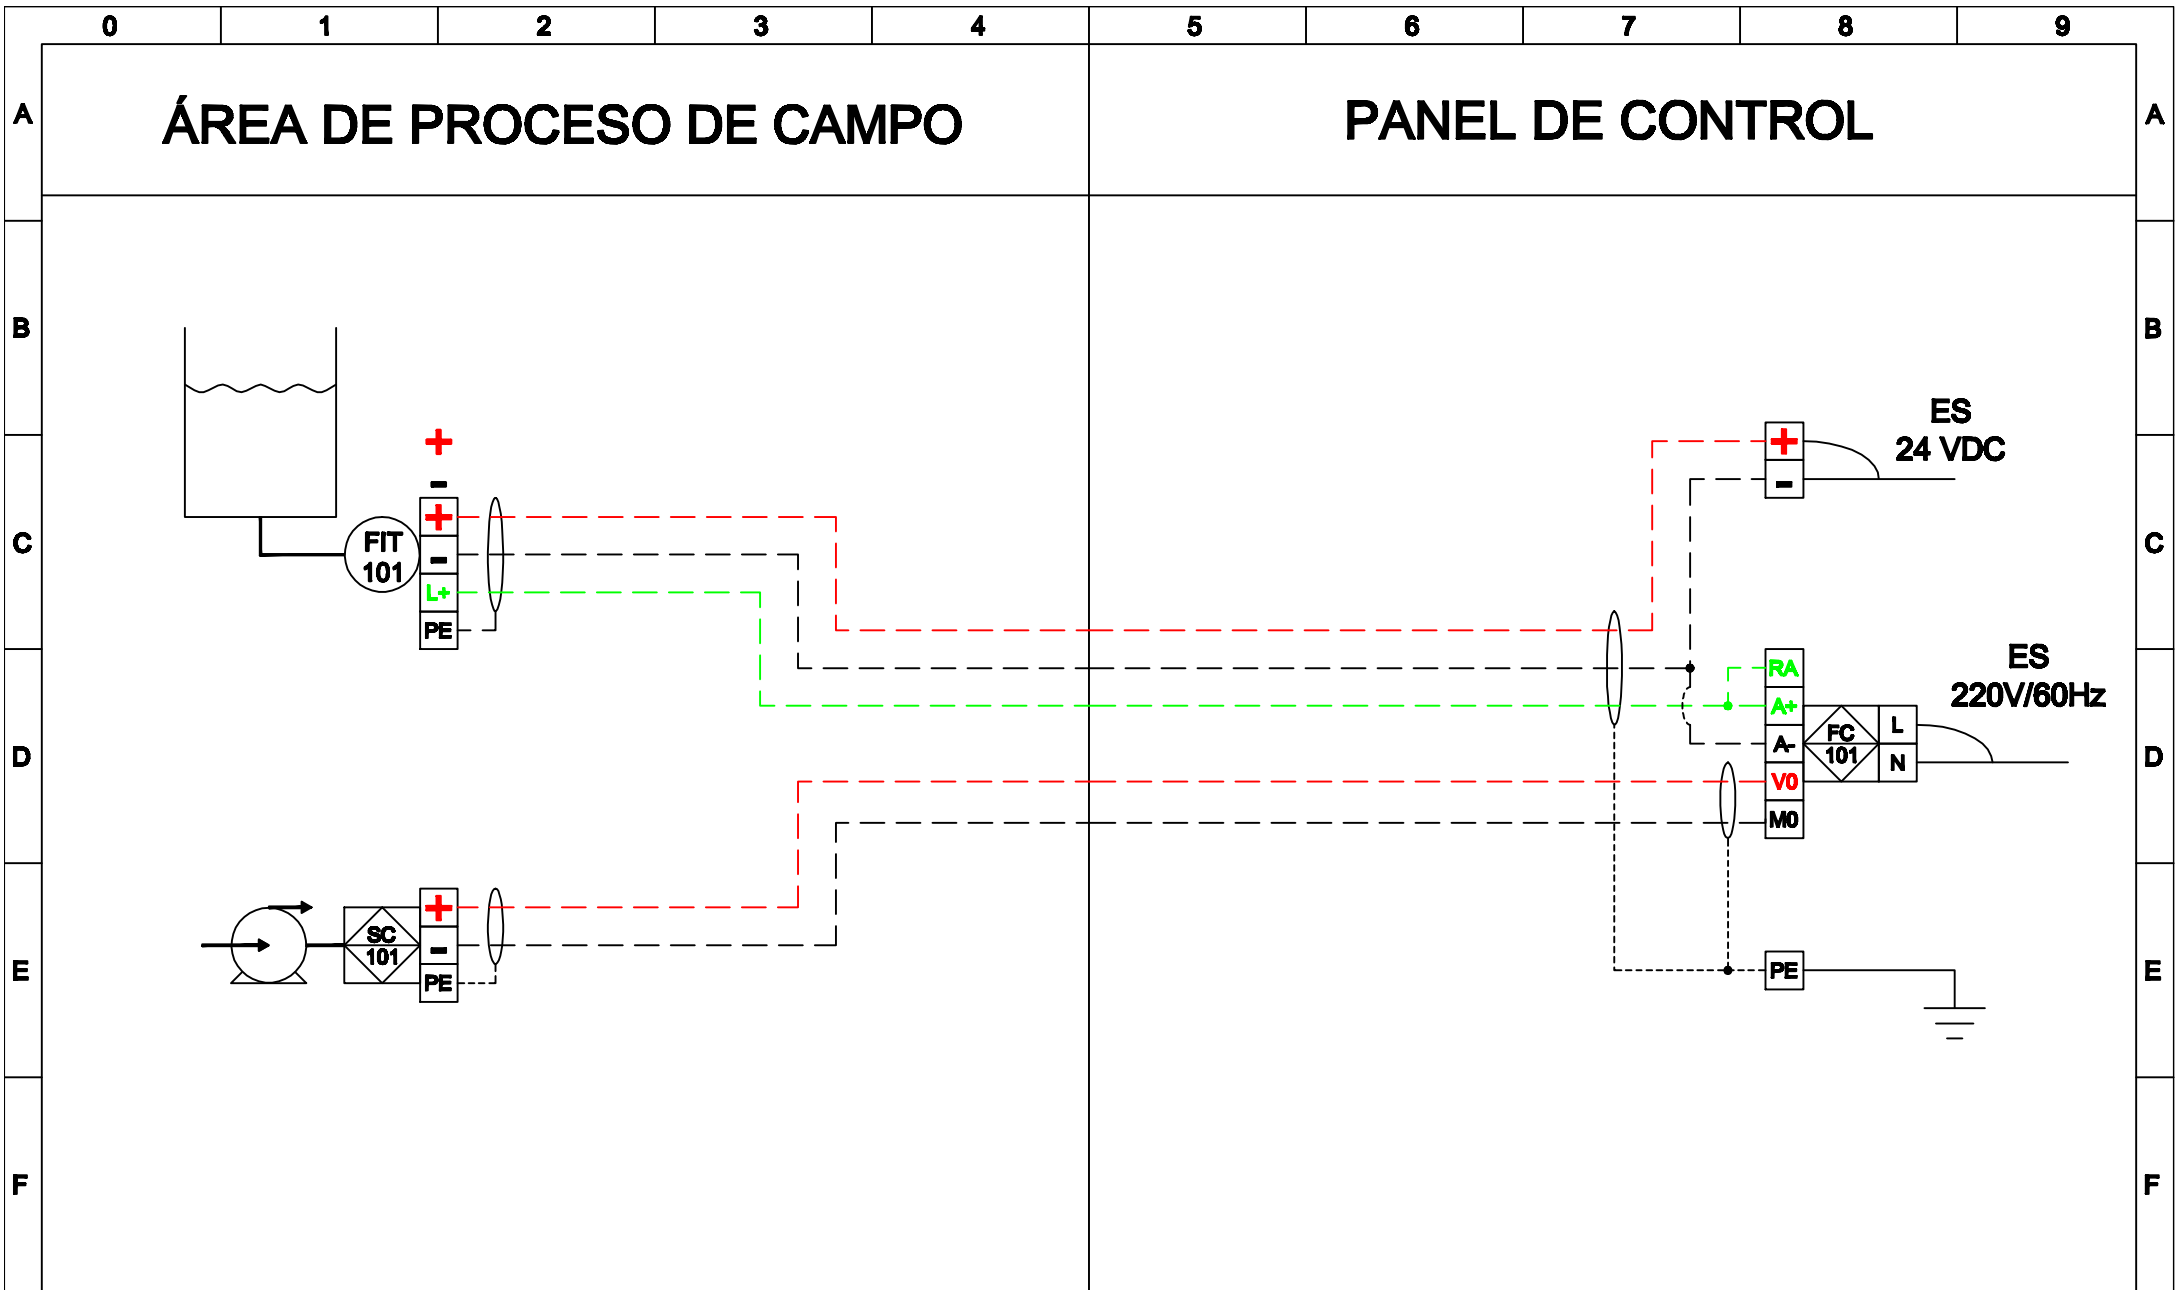 0 1 2 3 4 5 6 7 8 9
A A
ÁREA DE PROCESO DE CAMPO
PANEL DE CONTROL
B B
C C
+
-
+
FIT
101
-
L+
PE
ES
24 VDC
+
-
D D
RA
A+
A-
V0
M0
FC
101
L
N
ES
220V/60Hz
E E
+
SC
101
-
PE
PE
F F